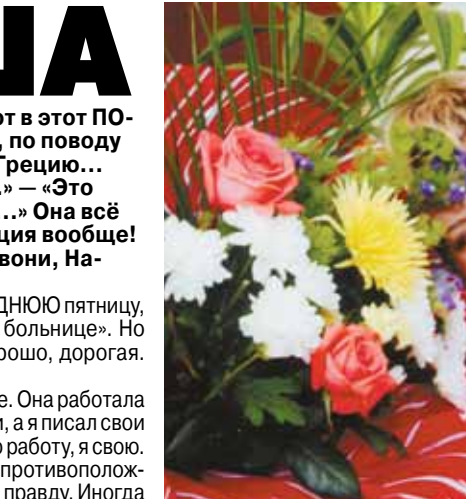 ША
от в этот ПО-
, по поводу
Грецию...
.» — «Это
...» Она всё
ция вообще!
вони, На-
ДНЮЮ пятницу,
больнице». Но
рошо, дорогая.
е. Она работала
и, а я писал свои
ю работу, я свою.
противополож-
правду. Иногда